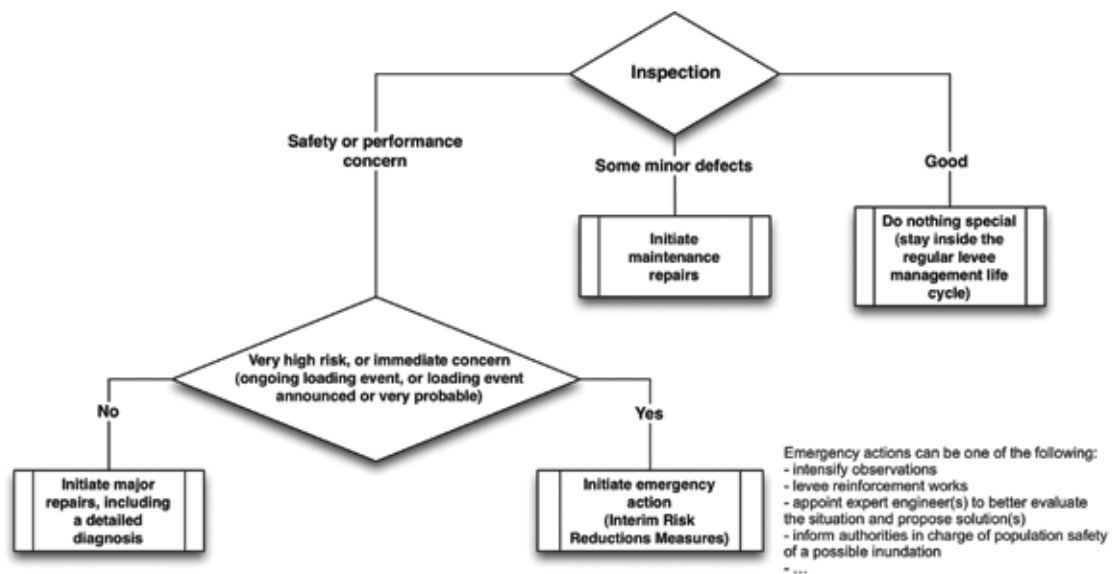 Inspection
Safety or performance
concern
Some minor defects
Good
Initiate
maintenance
repairs
Do nothing special
(stay inside the
regular levee
management life
cycle)
Very high risk, or immediate concern
(ongoing loading event, or loading event
announced or very probable)
No
Yes
Initiate major
repairs, including
a detailed
diagnosis
Initiate emergency
action
(Interim Risk
Reductions Measures)
Emergency actions can be one of the following:
- intensify observations
- levee reinforcement works
- appoint expert engineer(s) to better evaluate
the situation and propose solution(s)
- inform authorities in charge of population safety
of a possible inundation
- ...